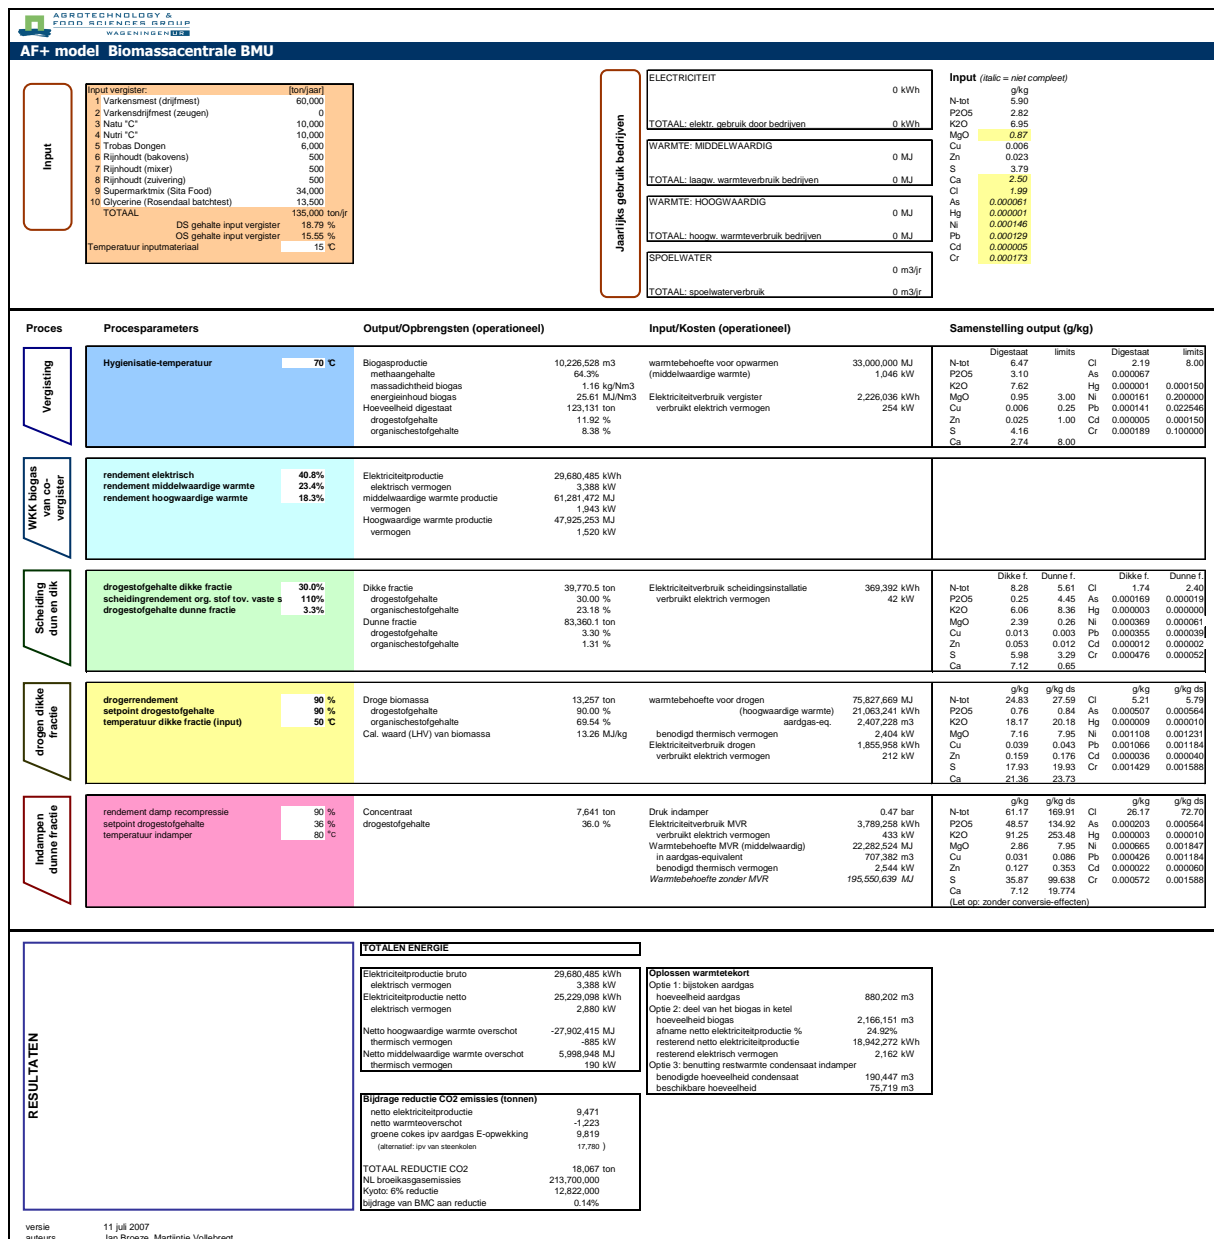 AGROTECHNOLOGY &
FOOD SCIENCES GROUP
WAGENINGEN UR
AF+ model  Biomassacentrale BMU
Input
Input vergister: [ton/jaar]
1 Varkensmest (drijfmest) 60,000
2 Varkensdrijfmest (zeugen) 0
3 Natu "C" 10,000
4 Nutri "C" 10,000
5 Trobas Dongen 6,000
6 Rijnhoudt (bakovens) 500
7 Rijnhoudt (mixer) 500
8 Rijnhoudt (zuivering) 500
9 Supermarktmix (Sita Food) 34,000
10 Glycerine (Rosendaal batchtest) 13,500
TOTAAL 135,000 ton/jr
DS gehalte input vergister 18.79 %
OS gehalte input vergister 15.55 %
Temperatuur inputmateriaal 15 °C
Jaarlijks gebruik bedrijven
ELECTRICITEIT
0 kWh
TOTAAL: elektr. gebruik door bedrijven 0 kWh
WARMTE: MIDDELWAARDIG
0 MJ
TOTAAL: laagw. warmteverbruik bedrijven 0 MJ
WARMTE: HOOGWAARDIG
0 MJ
TOTAAL: hoogw. warmteverbruik bedrijven 0 MJ
SPOELWATER
0 m3/jr
TOTAAL: spoelwaterverbruik 0 m3/jr
Input (italic = niet compleet)
g/kg
N-tot 5.90
P2O5 2.82
K2O 6.95
MgO 0.87
Cu 0.006
Zn 0.023
S 3.79
Ca 2.50
Cl 1.99
As 0.000061
Hg 0.000001
Ni 0.000146
Pb 0.000129
Cd 0.000005
Cr 0.000173
Proces Procesparameters Output/Opbrengsten (operationeel) Input/Kosten (operationeel) Samenstelling output (g/kg)
Vergisting
Hygienisatie-temperatuur 70 °C
Biogasproductie 10,226,528 m3
methaangehalte 64.3%
massadichtheid biogas 1.16 kg/Nm3
energieinhoud biogas 25.61 MJ/Nm3
Hoeveelheid digestaat 123,131 ton
drogestofgehalte 11.92 %
organischestofgehalte 8.38 %
warmtebehoefte voor opwarmen 33,000,000 MJ
(middelwaardige warmte) 1,046 kW
Elektriciteitverbruik vergister 2,226,036 kWh
verbruikt elektrich vermogen 254 kW
Digestaat limits Digestaat limits
N-tot 6.47 Cl 2.19 8.00
P2O5 3.10 As 0.000067
K2O 7.62 Hg 0.000001 0.000150
MgO 0.95 3.00 Ni 0.000161 0.200000
Cu 0.006 0.25 Pb 0.000141 0.022546
Zn 0.025 1.00 Cd 0.000005 0.000150
S 4.16 Cr 0.000189 0.100000
Ca 2.74 8.00
WKK biogas
van co-
vergister
rendement elektrisch 40.8%
rendement middelwaardige warmte 23.4%
rendement hoogwaardige warmte 18.3%
Elektriciteitproductie 29,680,485 kWh
elektrisch vermogen 3,388 kW
middelwaardige warmte productie 61,281,472 MJ
vermogen 1,943 kW
Hoogwaardige warmte productie 47,925,253 MJ
vermogen 1,520 kW
Scheiding
dun en dik
drogestofgehalte dikke fractie 30.0%
scheidingrendement org. stof tov. vaste s 110%
drogestofgehalte dunne fractie 3.3%
Dikke fractie 39,770.5 ton
drogestofgehalte 30.00 %
organischestofgehalte 23.18 %
Dunne fractie 83,360.1 ton
drogestofgehalte 3.30 %
organischestofgehalte 1.31 %
Elektriciteitverbruik scheidingsinstallatie 369,392 kWh
verbruikt elektrich vermogen 42 kW
Dikke f. Dunne f. Dikke f. Dunne f.
N-tot 8.28 5.61 Cl 1.74 2.40
P2O5 0.25 4.45 As 0.000169 0.000019
K2O 6.06 8.36 Hg 0.000003 0.000000
MgO 2.39 0.26 Ni 0.000369 0.000061
Cu 0.013 0.003 Pb 0.000355 0.000039
Zn 0.053 0.012 Cd 0.000012 0.000002
S 5.98 3.29 Cr 0.000476 0.000052
Ca 7.12 0.65
drogen dikke
fractie
drogerrendement 90 %
setpoint drogestofgehalte 90 %
temperatuur dikke fractie (input) 50 °C
Droge biomassa 13,257 ton
drogestofgehalte 90.00 %
organischestofgehalte 69.54 %
Cal. waard (LHV) van biomassa 13.26 MJ/kg
warmtebehoefte voor drogen 75,827,669 MJ
(hoogwaardige warmte) 21,063,241 kWh
aardgas-eq. 2,407,228 m3
benodigd thermisch vermogen 2,404 kW
Elektriciteitverbruik drogen 1,855,958 kWh
verbruikt elektrich vermogen 212 kW
g/kg g/kg ds g/kg g/kg ds
N-tot 24.83 27.59 Cl 5.21 5.79
P2O5 0.76 0.84 As 0.000507 0.000564
K2O 18.17 20.18 Hg 0.000009 0.000010
MgO 7.16 7.95 Ni 0.001108 0.001231
Cu 0.039 0.043 Pb 0.001066 0.001184
Zn 0.159 0.176 Cd 0.000036 0.000040
S 17.93 19.93 Cr 0.001429 0.001588
Ca 21.36 23.73
Indampen
dunne fractie
rendement damp recompressie 90 %
setpoint drogestofgehalte 36 %
temperatuur indamper 80 °C
Concentraat 7,641 ton
drogestofgehalte 36.0 %
Druk indamper 0.47 bar
Elektriciteitverbruik MVR 3,789,258 kWh
verbruikt elektrich vermogen 433 kW
Warmtebehoefte MVR (middelwaardig) 22,282,524 MJ
in aardgas-equivalent 707,382 m3
benodigd thermisch vermogen 2,544 kW
Warmtebehoefte zonder MVR 195,550,639 MJ
g/kg g/kg ds g/kg g/kg ds
N-tot 61.17 169.91 Cl 26.17 72.70
P2O5 48.57 134.92 As 0.000203 0.000564
K2O 91.25 253.48 Hg 0.000003 0.000010
MgO 2.86 7.95 Ni 0.000665 0.001847
Cu 0.031 0.086 Pb 0.000426 0.001184
Zn 0.127 0.353 Cd 0.000022 0.000060
S 35.87 99.638 Cr 0.000572 0.001588
Ca 7.12 19.774
(Let op: zonder conversie-effecten)
RESULTATEN
TOTALEN ENERGIE
Elektriciteitproductie bruto 29,680,485 kWh
elektrisch vermogen 3,388 kW
Elektriciteitproductie netto 25,229,098 kWh
elektrisch vermogen 2,880 kW
Netto hoogwaardige warmte overschot -27,902,415 MJ
thermisch vermogen -885 kW
Netto middelwaardige warmte overschot 5,998,948 MJ
thermisch vermogen 190 kW
Oplossen warmtetekort
Optie 1: bijstoken aardgas
hoeveelheid aardgas 880,202 m3
Optie 2: deel van het biogas in ketel
hoeveelheid biogas 2,166,151 m3
afname netto elektriciteitproductie % 24.92%
resterend netto elektriciteitproductie 18,942,272 kWh
resterend elektrisch vermogen 2,162 kW
Optie 3: benutting restwarmte condensaat indamper
benodigde hoeveelheid condensaat 190,447 m3
beschikbare hoeveelheid 75,719 m3
Bijdrage reductie CO2 emissies (tonnen)
netto elektriciteitproductie 9,471
netto warmteoverschot -1,223
groene cokes ipv aardgas E-opwekking 9,819
(alternatief: ipv van steenkolen 17,780 )
TOTAAL REDUCTIE CO2 18,067 ton
NL broeikasgasemissies 213,700,000
Kyoto: 6% reductie 12,822,000
bijdrage van BMC aan reductie 0.14%
versie 11 juli 2007
auteurs Jan Broeze, Martijntje Vollebregt